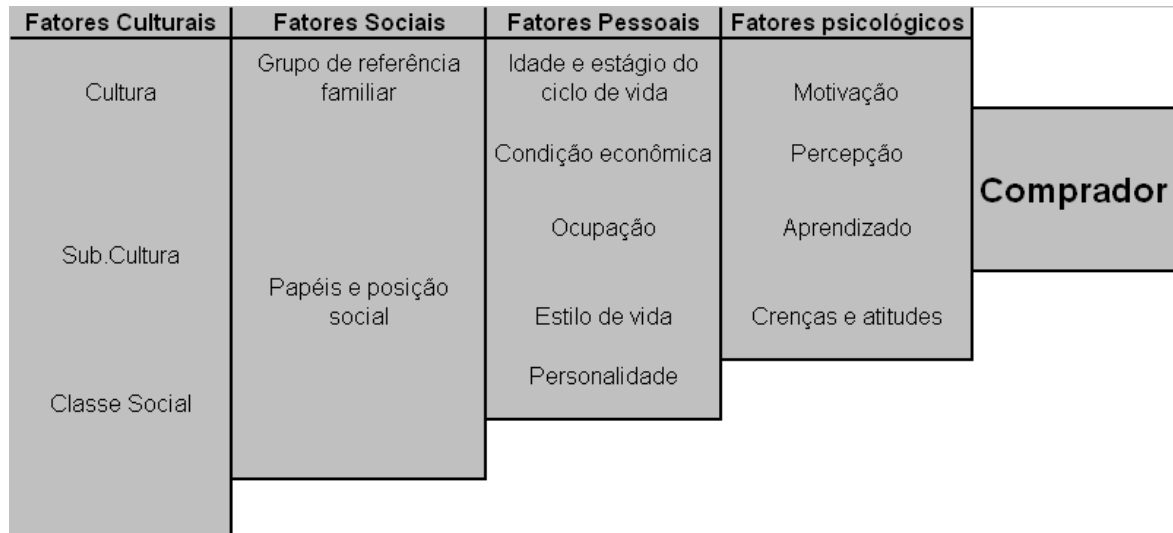 Fatores Culturais
Cultura
Sub.Cultura
Classe Social
Fatores Sociais
Grupo de referência
familiar
Papéis e posição
social
Fatores Pessoais
Idade e estágio do
ciclo de vida
Condição econômica
Ocupação
Estilo de vida
Personalidade
Fatores psicológicos
Motivação
Percepção
Aprendizado
Crenças e atitudes
Comprador